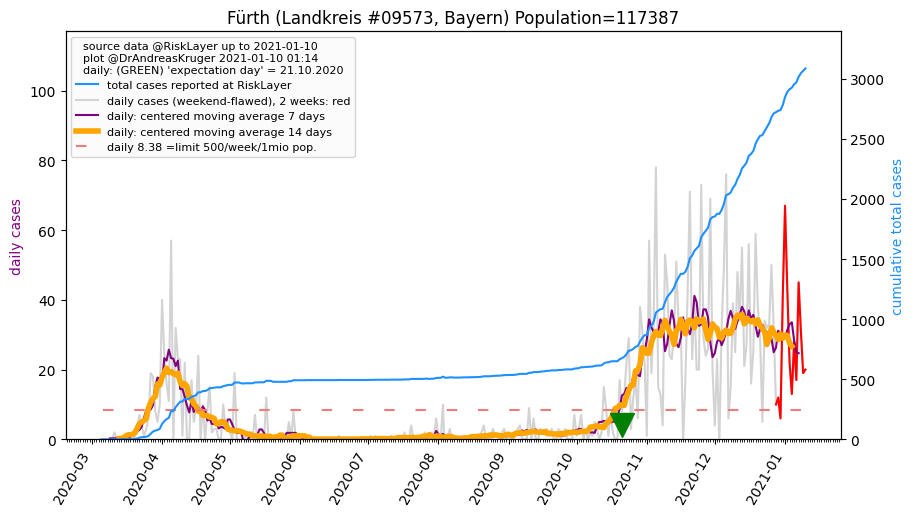 Fürth (Landkreis #09573, Bayern) Population=117387
source data @RiskLayer up to 2021-01-10
plot @DrAndreasKruger 2021-01-10 01:14
daily: (GREEN) 'expectation day' = 21.10.2020
total cases reported at RiskLayer
daily cases (weekend-flawed), 2 weeks: red
daily: centered moving average 7 days
daily: centered moving average 14 days
daily 8.38 =limit 500/week/1mio pop.
daily cases
0
20
40
60
80
100
cumulative total cases
0
500
1000
1500
2000
2500
3000
2020-03
2020-04
2020-05
2020-06
2020-07
2020-08
2020-09
2020-10
2020-11
2020-12
2021-01